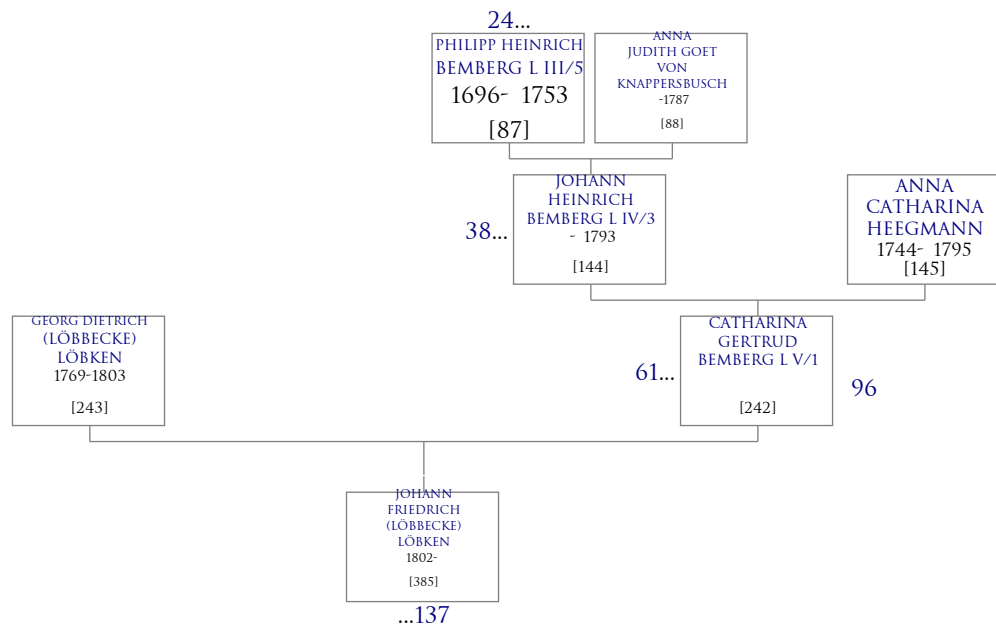 24...
PHILIPP HEINRICH
BEMBERG L III/5
1696- 1753
[87]
ANNA
JUDITH GOET
VON
KNAPPERSBUSCH
-1787
[88]
38...
JOHANN
HEINRICH
BEMBERG L IV/3
- 1793
[144]
ANNA
CATHARINA
HEEGMANN
1744- 1795
[145]
GEORG DIETRICH
(LÖBBECKE)
LÖBKEN
1769-1803
[243]
61...
CATHARINA
GERTRUD
BEMBERG L V/1
[242]
96
JOHANN
FRIEDRICH
(LÖBBECKE)
LÖBKEN
1802-
[385]
...137